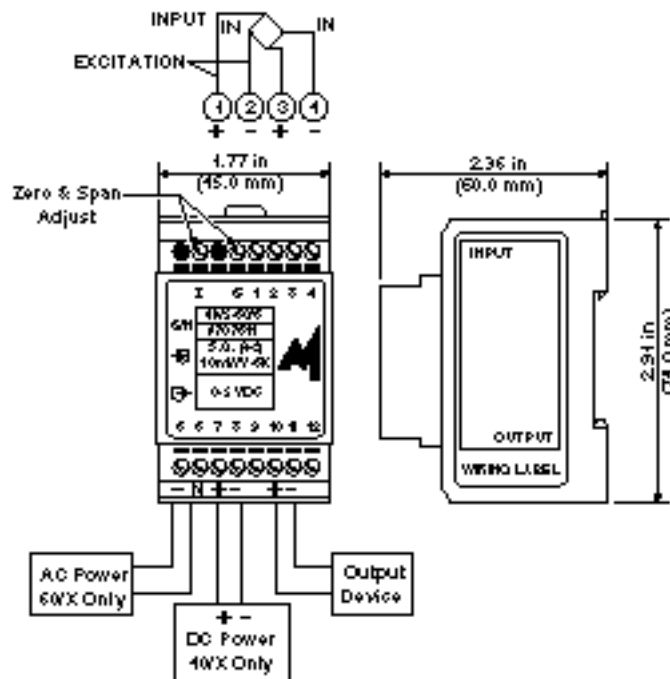 INPUT
IN
IN
EXCITATION
1 2 3 4
+ - + -
1.77 in
(45.0 mm)
2.36 in
(60.0 mm)
Zero & Span
Adjust
Z S 1 2 3 4
S/N
0-5 VDC
5 6 7 8 9 10 11 12
- N + - + -
INPUT
OUTPUT
WIRING LABEL
2.91 in
AC Power
60/X Only
+ -
DC Power
40/X Only
Output
Device